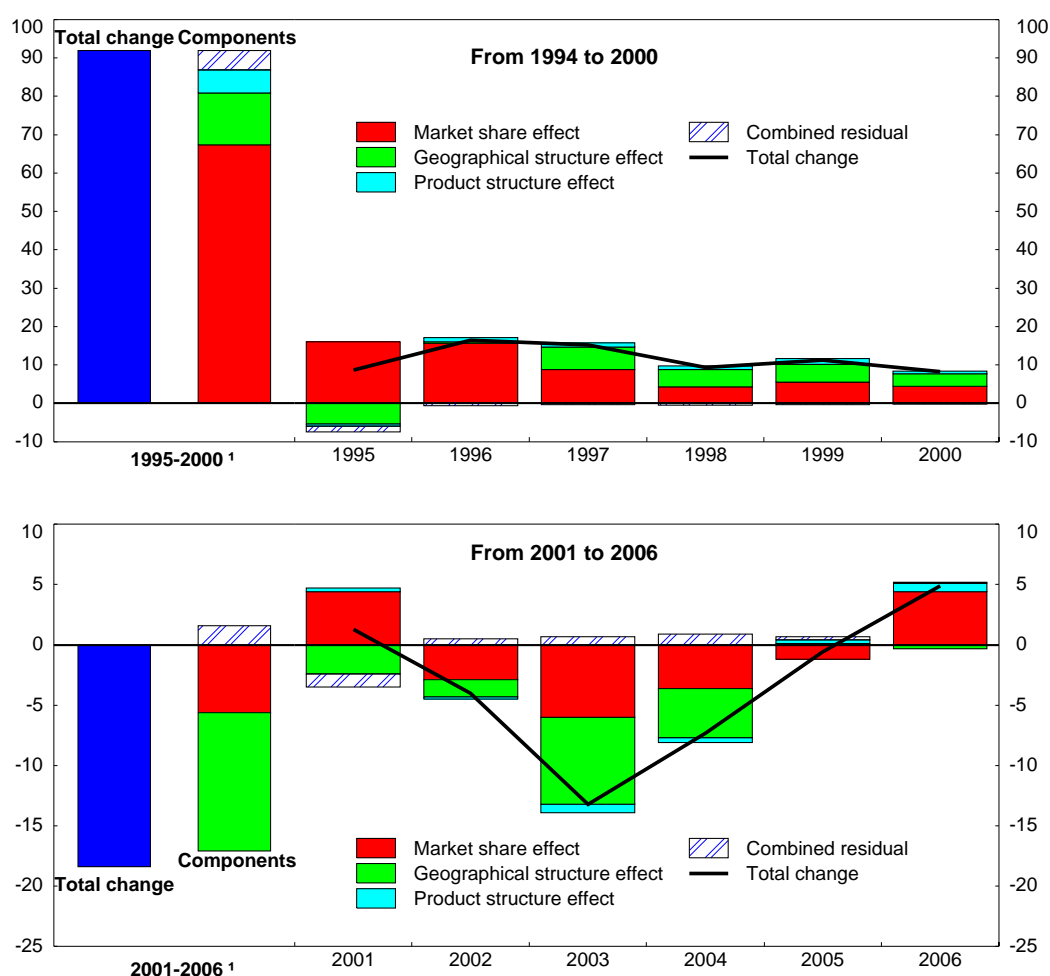 100 100
Total change Components
90 From 1994 to 2000 90
80 80
70 70
Market share effect Combined residual
60 Geographical structure effect Total change 60
Product structure effect
50 50
40 40
30 30
20 20
10 10
0 0
-10 -10
1995-2000 ¹ 1995 1996 1997 1998 1999 2000
10 10
From 2001 to 2006
5 5
0 0
-5 -5
-10 -10
-15 -15
Market share effect Combined residual
Components
Geographical structure effect Total change
Total change
-20 -20
Product structure effect
-25 -25
2001-2006 ¹ 2001 2002 2003 2004 2005 2006